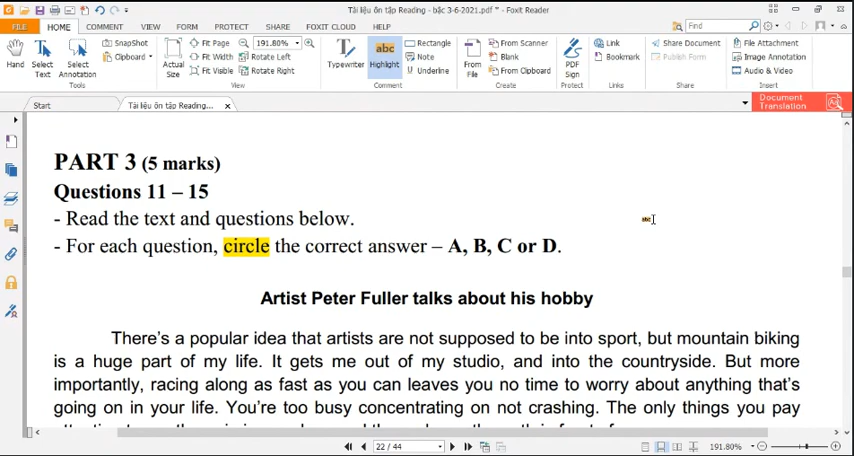 Tài liệu ôn tập Reading - bậc 3-6-2021.pdf * - Foxit Reader
FILE HOME COMMENT VIEW FORM PROTECT SHARE FOXIT CLOUD HELP Find
Hand
Select Text
Select Annotation
SnapShot
Clipboard
Tools
Actual Size
Fit Page
Fit Width
Fit Visible
191.80%
Rotate Left
Rotate Right
View
Typewriter
Highlight
Rectangle
Note
Underline
Comment
From File
From Scanner
Blank
From Clipboard
Create
PDF Sign
Protect
Link
Bookmark
Links
Share Document
Publish Form
Share
File Attachment
Image Annotation
Audio & Video
Insert
Start Tài liệu ôn tập Reading... Document Translation
PART 3 (5 marks)
Questions 11 – 15
- Read the text and questions below.
- For each question, circle the correct answer – A, B, C or D.
Artist Peter Fuller talks about his hobby
There's a popular idea that artists are not supposed to be into sport, but mountain biking
is a huge part of my life. It gets me out of my studio, and into the countryside. But more
importantly, racing along as fast as you can leaves you no time to worry about anything that's
going on in your life. You're too busy concentrating on not crashing. The only things you pay
22 / 44 191.80%